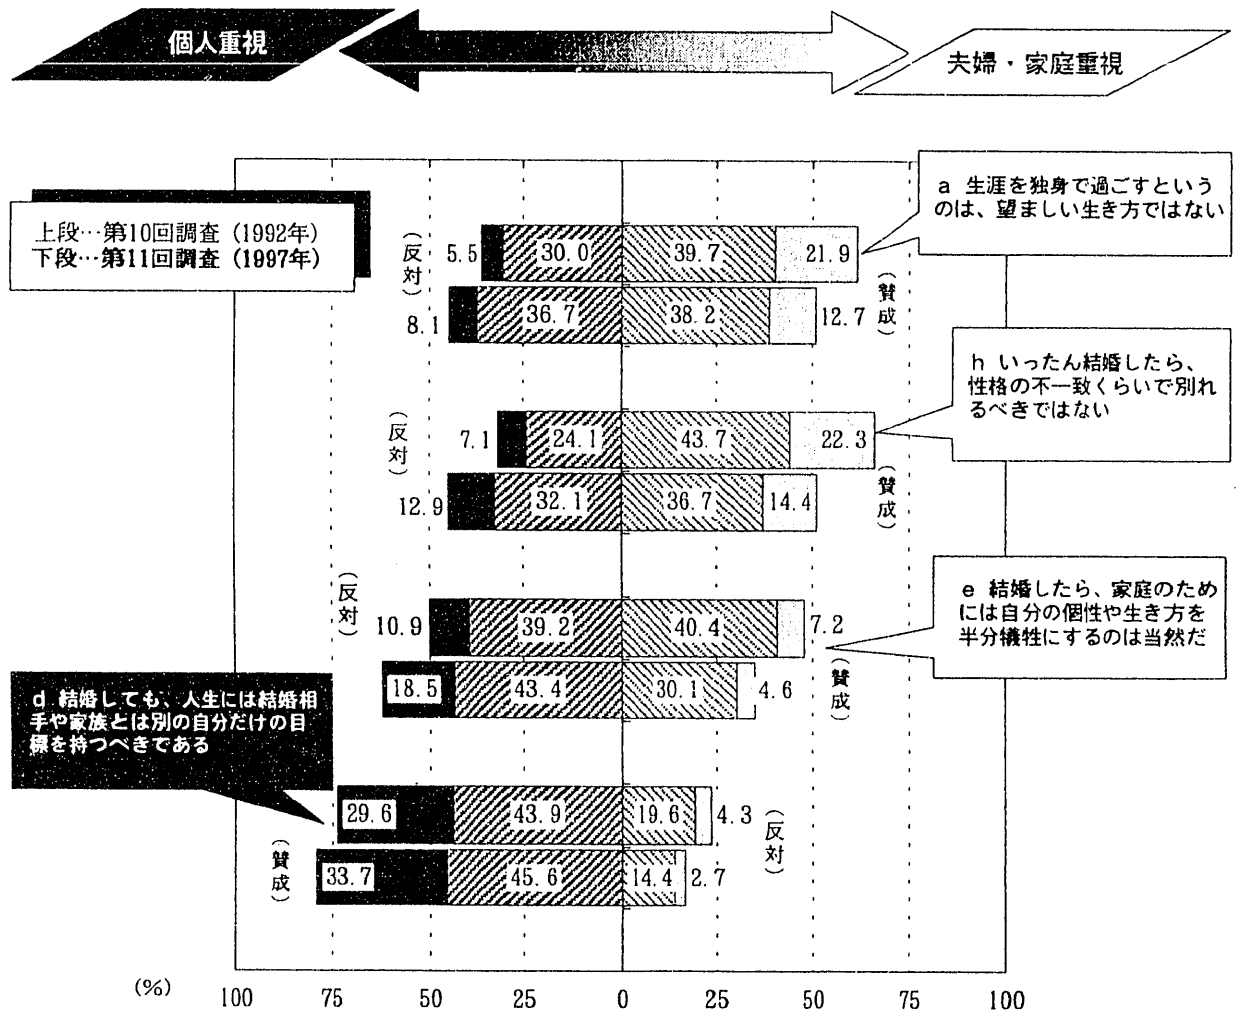 個人重視
夫婦・家庭重視
上段…第10回調査（1992年）
下段…第11回調査（1997年）
a 生涯を独身で過ごすという
のは、望ましい生き方ではない
（反対）
5.5
30.0
39.7
21.9
8.1
36.7
38.2
12.7
（賛成）
h いったん結婚したら、
性格の不一致くらいで別れ
るべきではない
（反対）
7.1
24.1
43.7
22.3
12.9
32.1
36.7
14.4
（賛成）
e 結婚したら、家庭のため
には自分の個性や生き方を
半分犠牲にするのは当然だ
（反対）
10.9
39.2
40.4
7.2
18.5
43.4
30.1
4.6
（賛成）
d 結婚しても、人生には結婚相
手や家族とは別の自分だけの目
標を持つべきである
29.6
43.9
19.6
4.3
（反対）
（賛成）
33.7
45.6
14.4
2.7
（%）
100
75
50
25
0
25
50
75
100